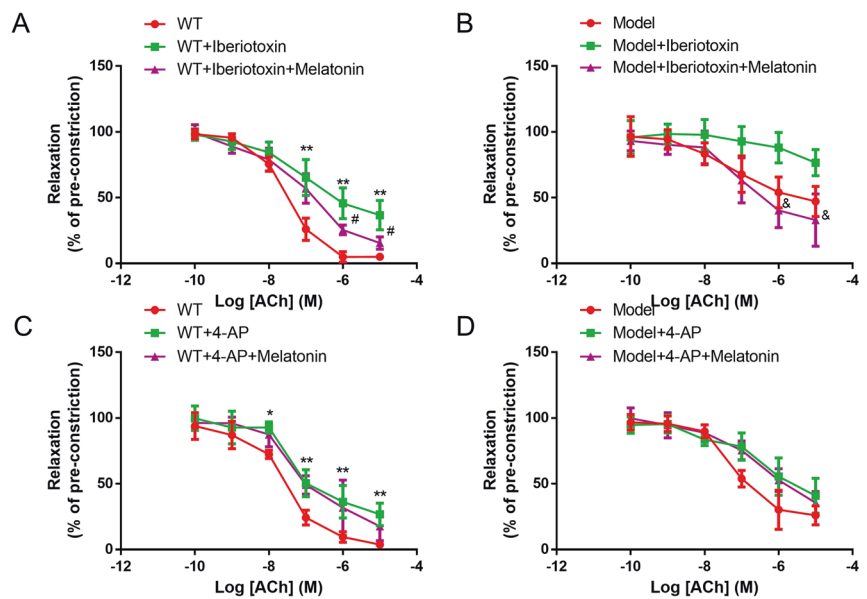 A
WT
WT+Iberiotoxin
WT+Iberiotoxin+Melatonin
Relaxation
(% of pre-constriction)
150
100
50
0
**
**
**
#
#
-12
-10
-8
-6
-4
Log [ACh] (M)
B
Model
Model+Iberiotoxin
Model+Iberiotoxin+Melatonin
Relaxation
(% of pre-constriction)
150
100
50
0
&
&
-12
-10
-8
-6
-4
Log [ACh] (M)
C
WT
WT+4-AP
WT+4-AP+Melatonin
Relaxation
(% of pre-constriction)
150
100
50
0
*
**
**
**
-12
-10
-8
-6
-4
Log [ACh] (M)
D
Model
Model+4-AP
Model+4-AP+Melatonin
Relaxation
(% of pre-constriction)
150
100
50
0
-12
-10
-8
-6
-4
Log [ACh] (M)